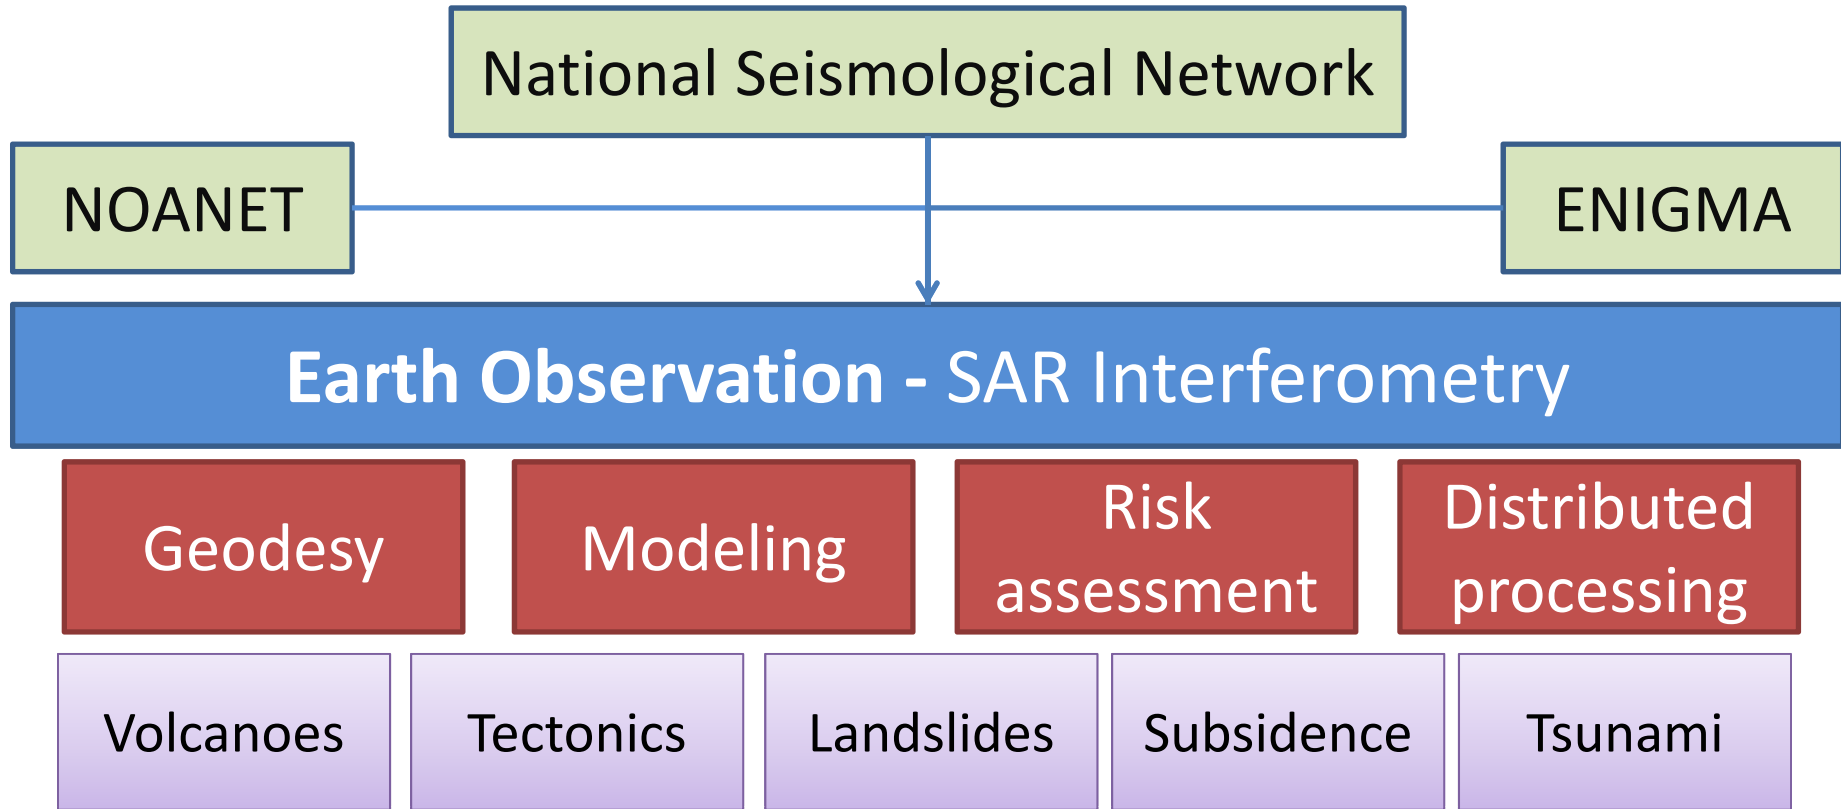 National Seismological Network
NOANET
ENIGMA
Earth Observation - SAR Interferometry
Geodesy
Modeling
Risk
assessment
Distributed
processing
Volcanoes
Tectonics
Landslides
Subsidence
Tsunami